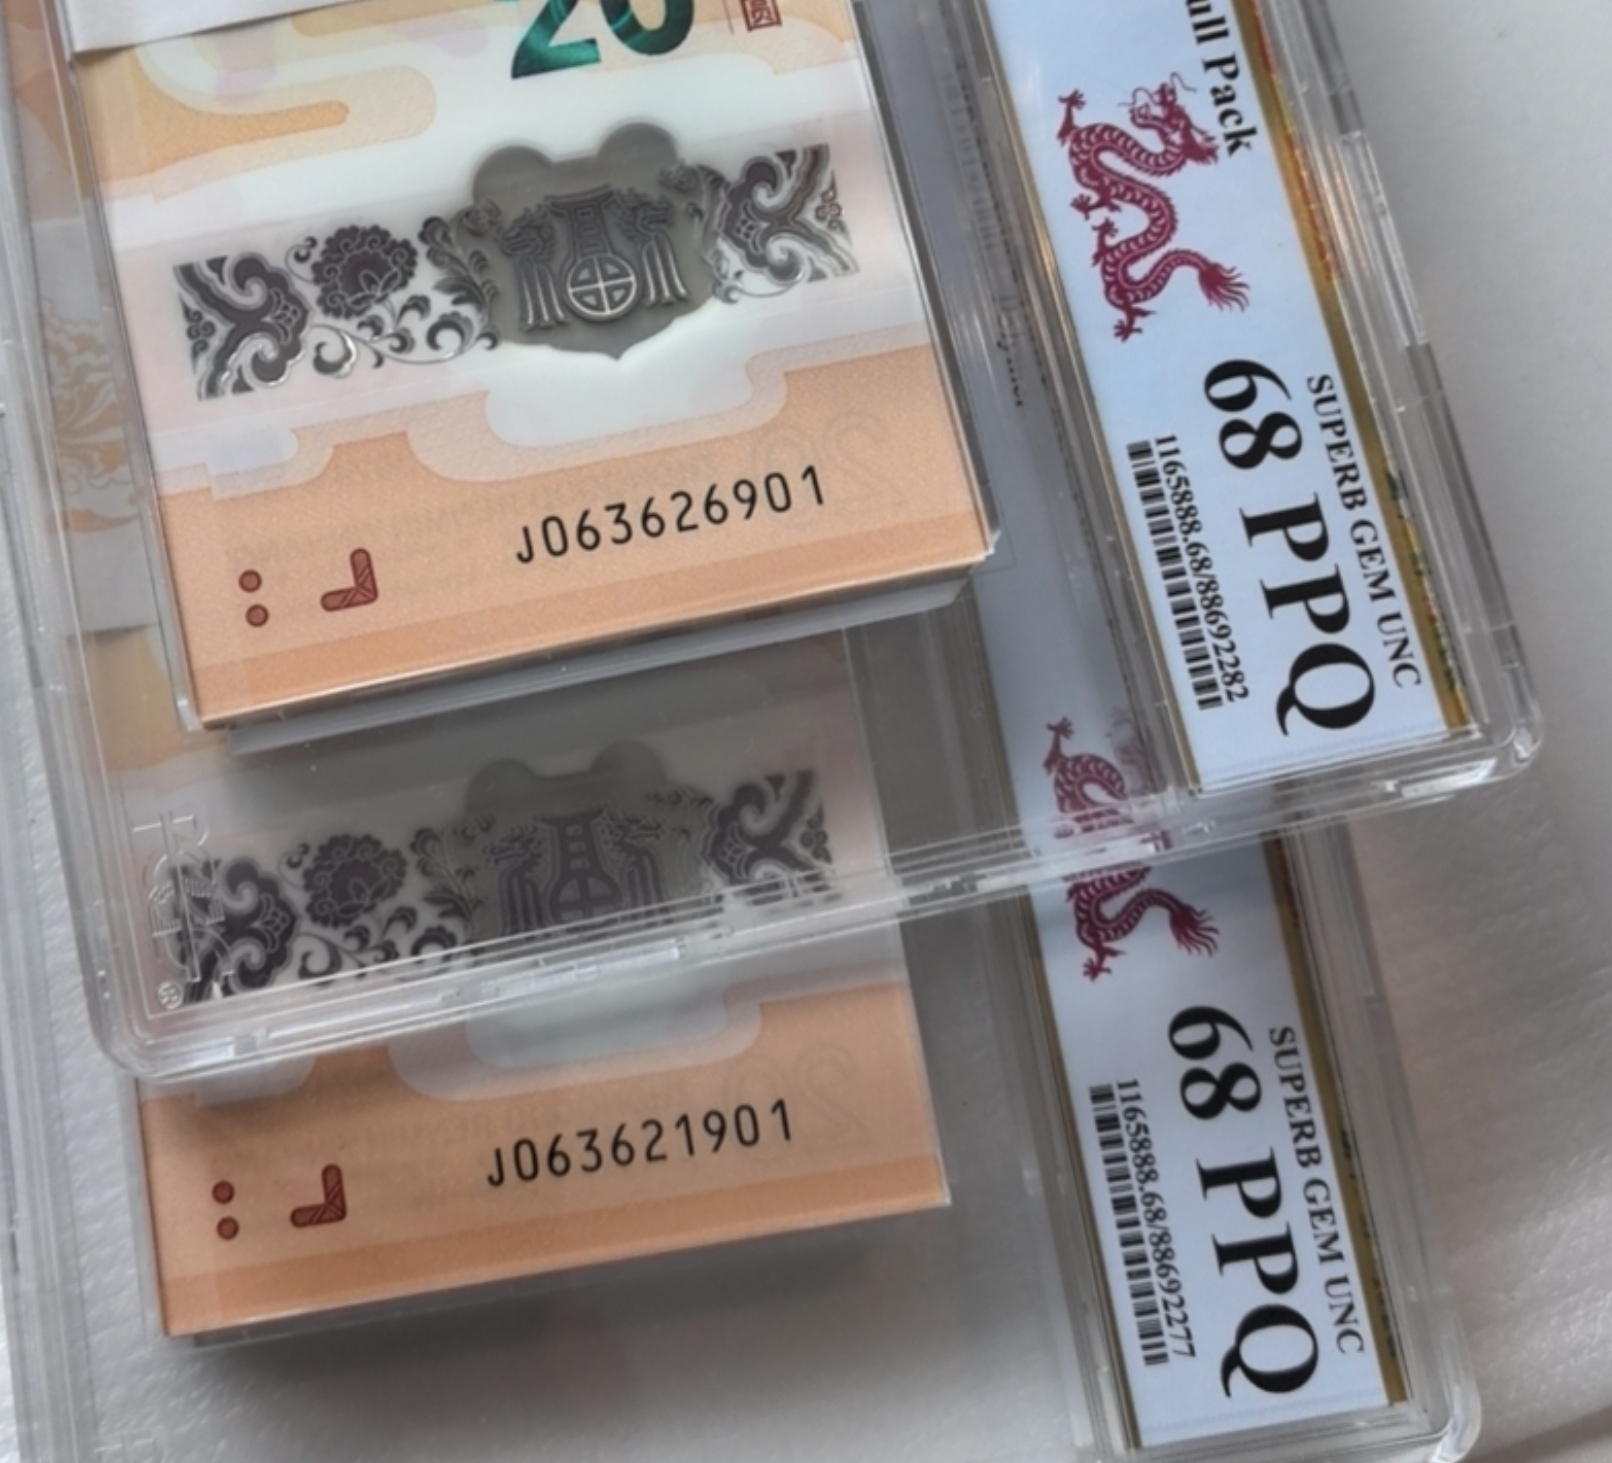 20
圆
J063626901
ull Pack
68 PPQ
SUPERB GEM UNC
1165888.68/88692282
®
J063621901
68 PPQ
SUPERB GEM UNC
1165888.68/88692277